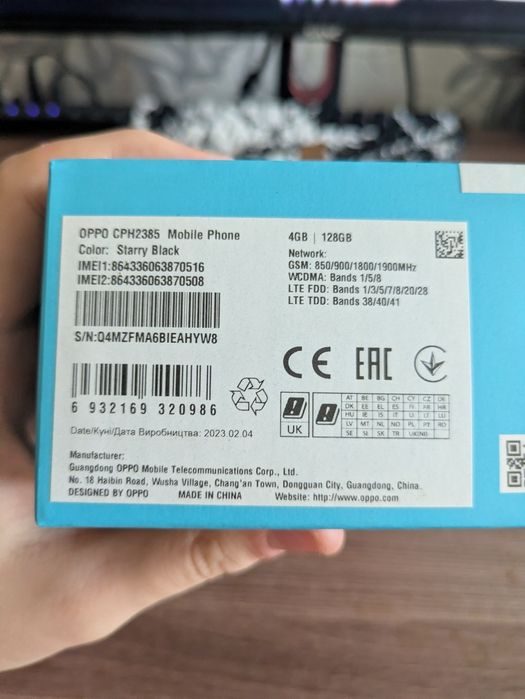 OPPO CPH2385 Mobile Phone
Color: Starry Black
IMEI1:864336063870516
IMEI2:864336063870508
S/N:Q4MZFMA6BIEAHYW8
6 932169 320986
Date/Күні/Дата Виробництва: 2023.02.04
4GB | 128GB
Network:
GSM: 850/900/1800/1900MHz
WCDMA: Bands 1/5/8
LTE FDD: Bands 1/3/5/7/8/20/28
LTE TDD: Bands 38/40/41
CE EAC
UK
AT BE BG CH CY CZ DE
DK EE EL ES FI FR HR
HU IE IS IT LI LT LU
LV MT NL NO PL PT RO
SE SI SK TR UK(NI)
Manufacturer:
Guangdong OPPO Mobile Telecommunications Corp., Ltd.
No. 18 Haibin Road, Wusha Village, Chang'an Town, Dongguan City, Guangdong, China.
DESIGNED BY OPPO MADE IN CHINA Website: http://www.oppo.com